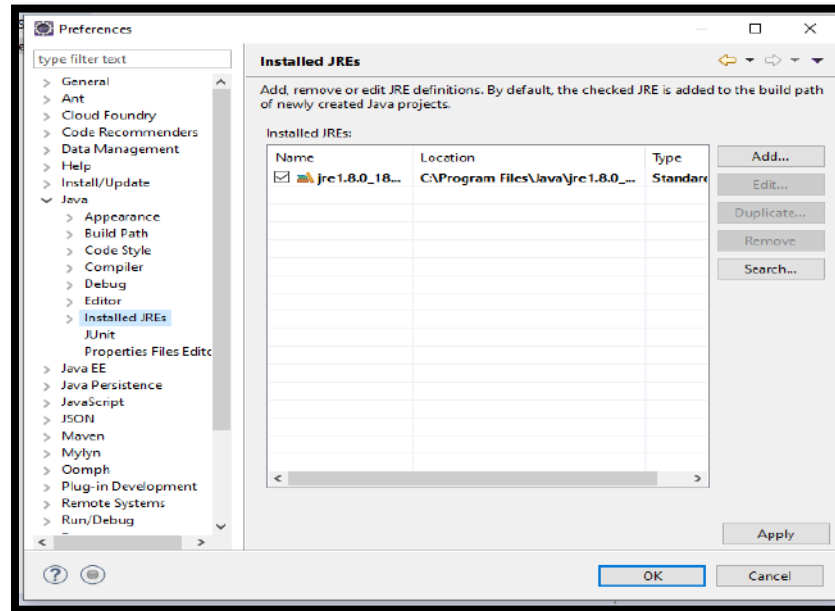 Preferences
type filter text
General
Ant
Cloud Foundry
Code Recommenders
Data Management
Help
Install/Update
Java
Appearance
Build Path
Code Style
Compiler
Debug
Editor
Installed JREs
JUnit
Properties Files Edito
Java EE
Java Persistence
JavaScript
JSON
Maven
Mylyn
Oomph
Plug-in Development
Remote Systems
Run/Debug
Installed JREs
Add, remove or edit JRE definitions. By default, the checked JRE is added to the build path
of newly created Java projects.
Installed JREs:
Name Location Type
jre1.8.0_18... C:\Program Files\Java\jre1.8.0_... Standard
Add...
Edit...
Duplicate...
Remove
Search...
Apply
OK Cancel